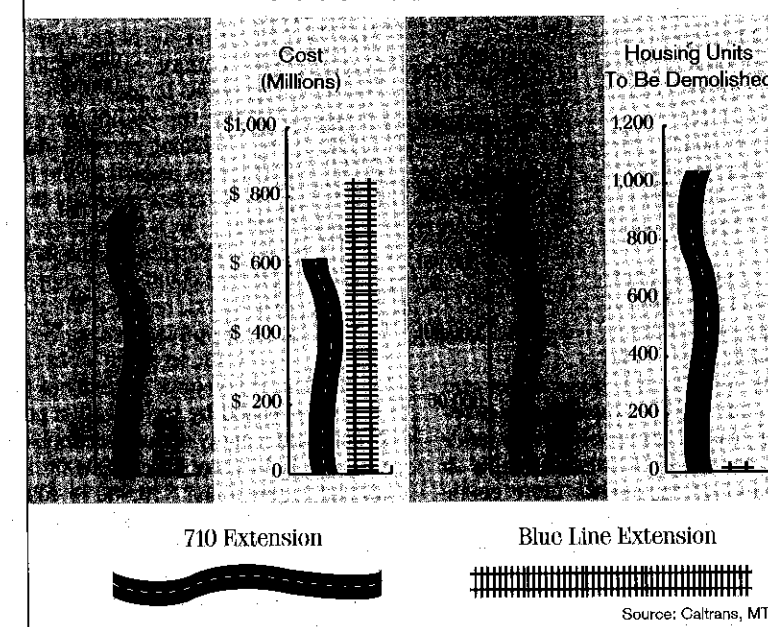 Cost
(Millions)
$1,000
$ 800
$ 600
$ 400
$ 200
0
Housing Units
To Be Demolished
1,200
1,000
800
600
400
200
0
710 Extension
Blue Line Extension
Source: Caltrans, MT